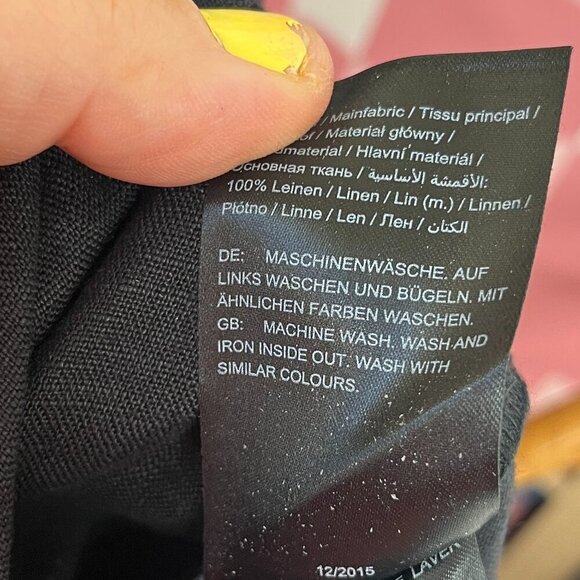 / Mainfabric / Tissu principal /
/ Materiał główny /
/ Hlavní materiál /
Основная ткань / الأقمشة الأساسية:
100% Leinen / Linen / Lin (m.) / Linnen /
Płótno / Linne / Len / Лен / الكتان
DE: MASCHINENWÄSCHE. AUF
LINKS WASCHEN UND BÜGELN. MIT
ÄHNLICHEN FARBEN WASCHEN.
GB: MACHINE WASH. WASH AND
IRON INSIDE OUT. WASH WITH
SIMILAR COLOURS.
12/2015